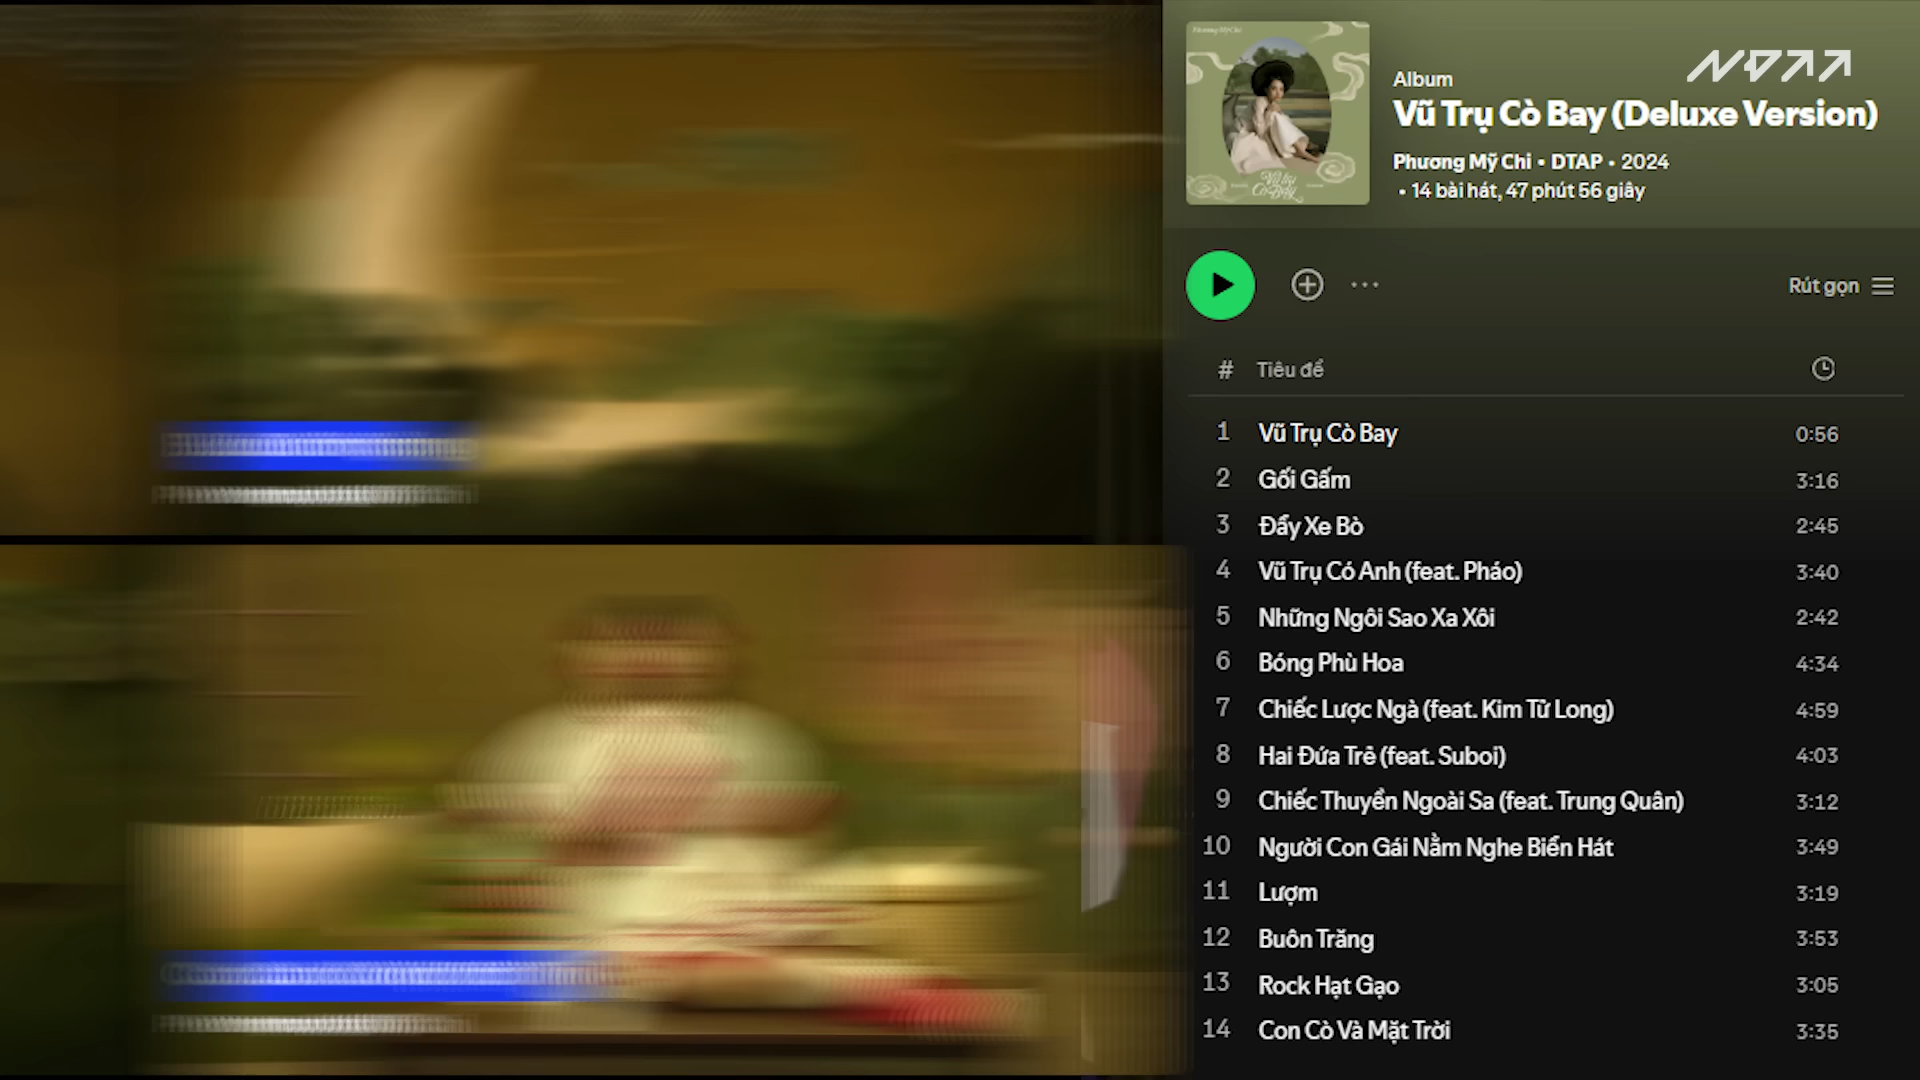 Album
Vũ Trụ Cò Bay (Deluxe Version)
Phương Mỹ Chi • DTAP • 2024
• 14 bài hát, 47 phút 56 giây
Rút gọn
# Tiêu đề
1 Vũ Trụ Cò Bay 0:56
2 Gối Gấm 3:16
3 Đẩy Xe Bò 2:45
4 Vũ Trụ Có Anh (feat. Pháo) 3:40
5 Những Ngôi Sao Xa Xôi 2:42
6 Bóng Phù Hoa 4:34
7 Chiếc Lược Ngà (feat. Kim Tử Long) 4:59
8 Hai Đứa Trẻ (feat. Suboi) 4:03
9 Chiếc Thuyền Ngoài Sa (feat. Trung Quân) 3:12
10 Người Con Gái Nằm Nghe Biển Hát 3:49
11 Lượm 3:19
12 Buôn Trăng 3:53
13 Rock Hạt Gạo 3:05
14 Con Cò Và Mặt Trời 3:35